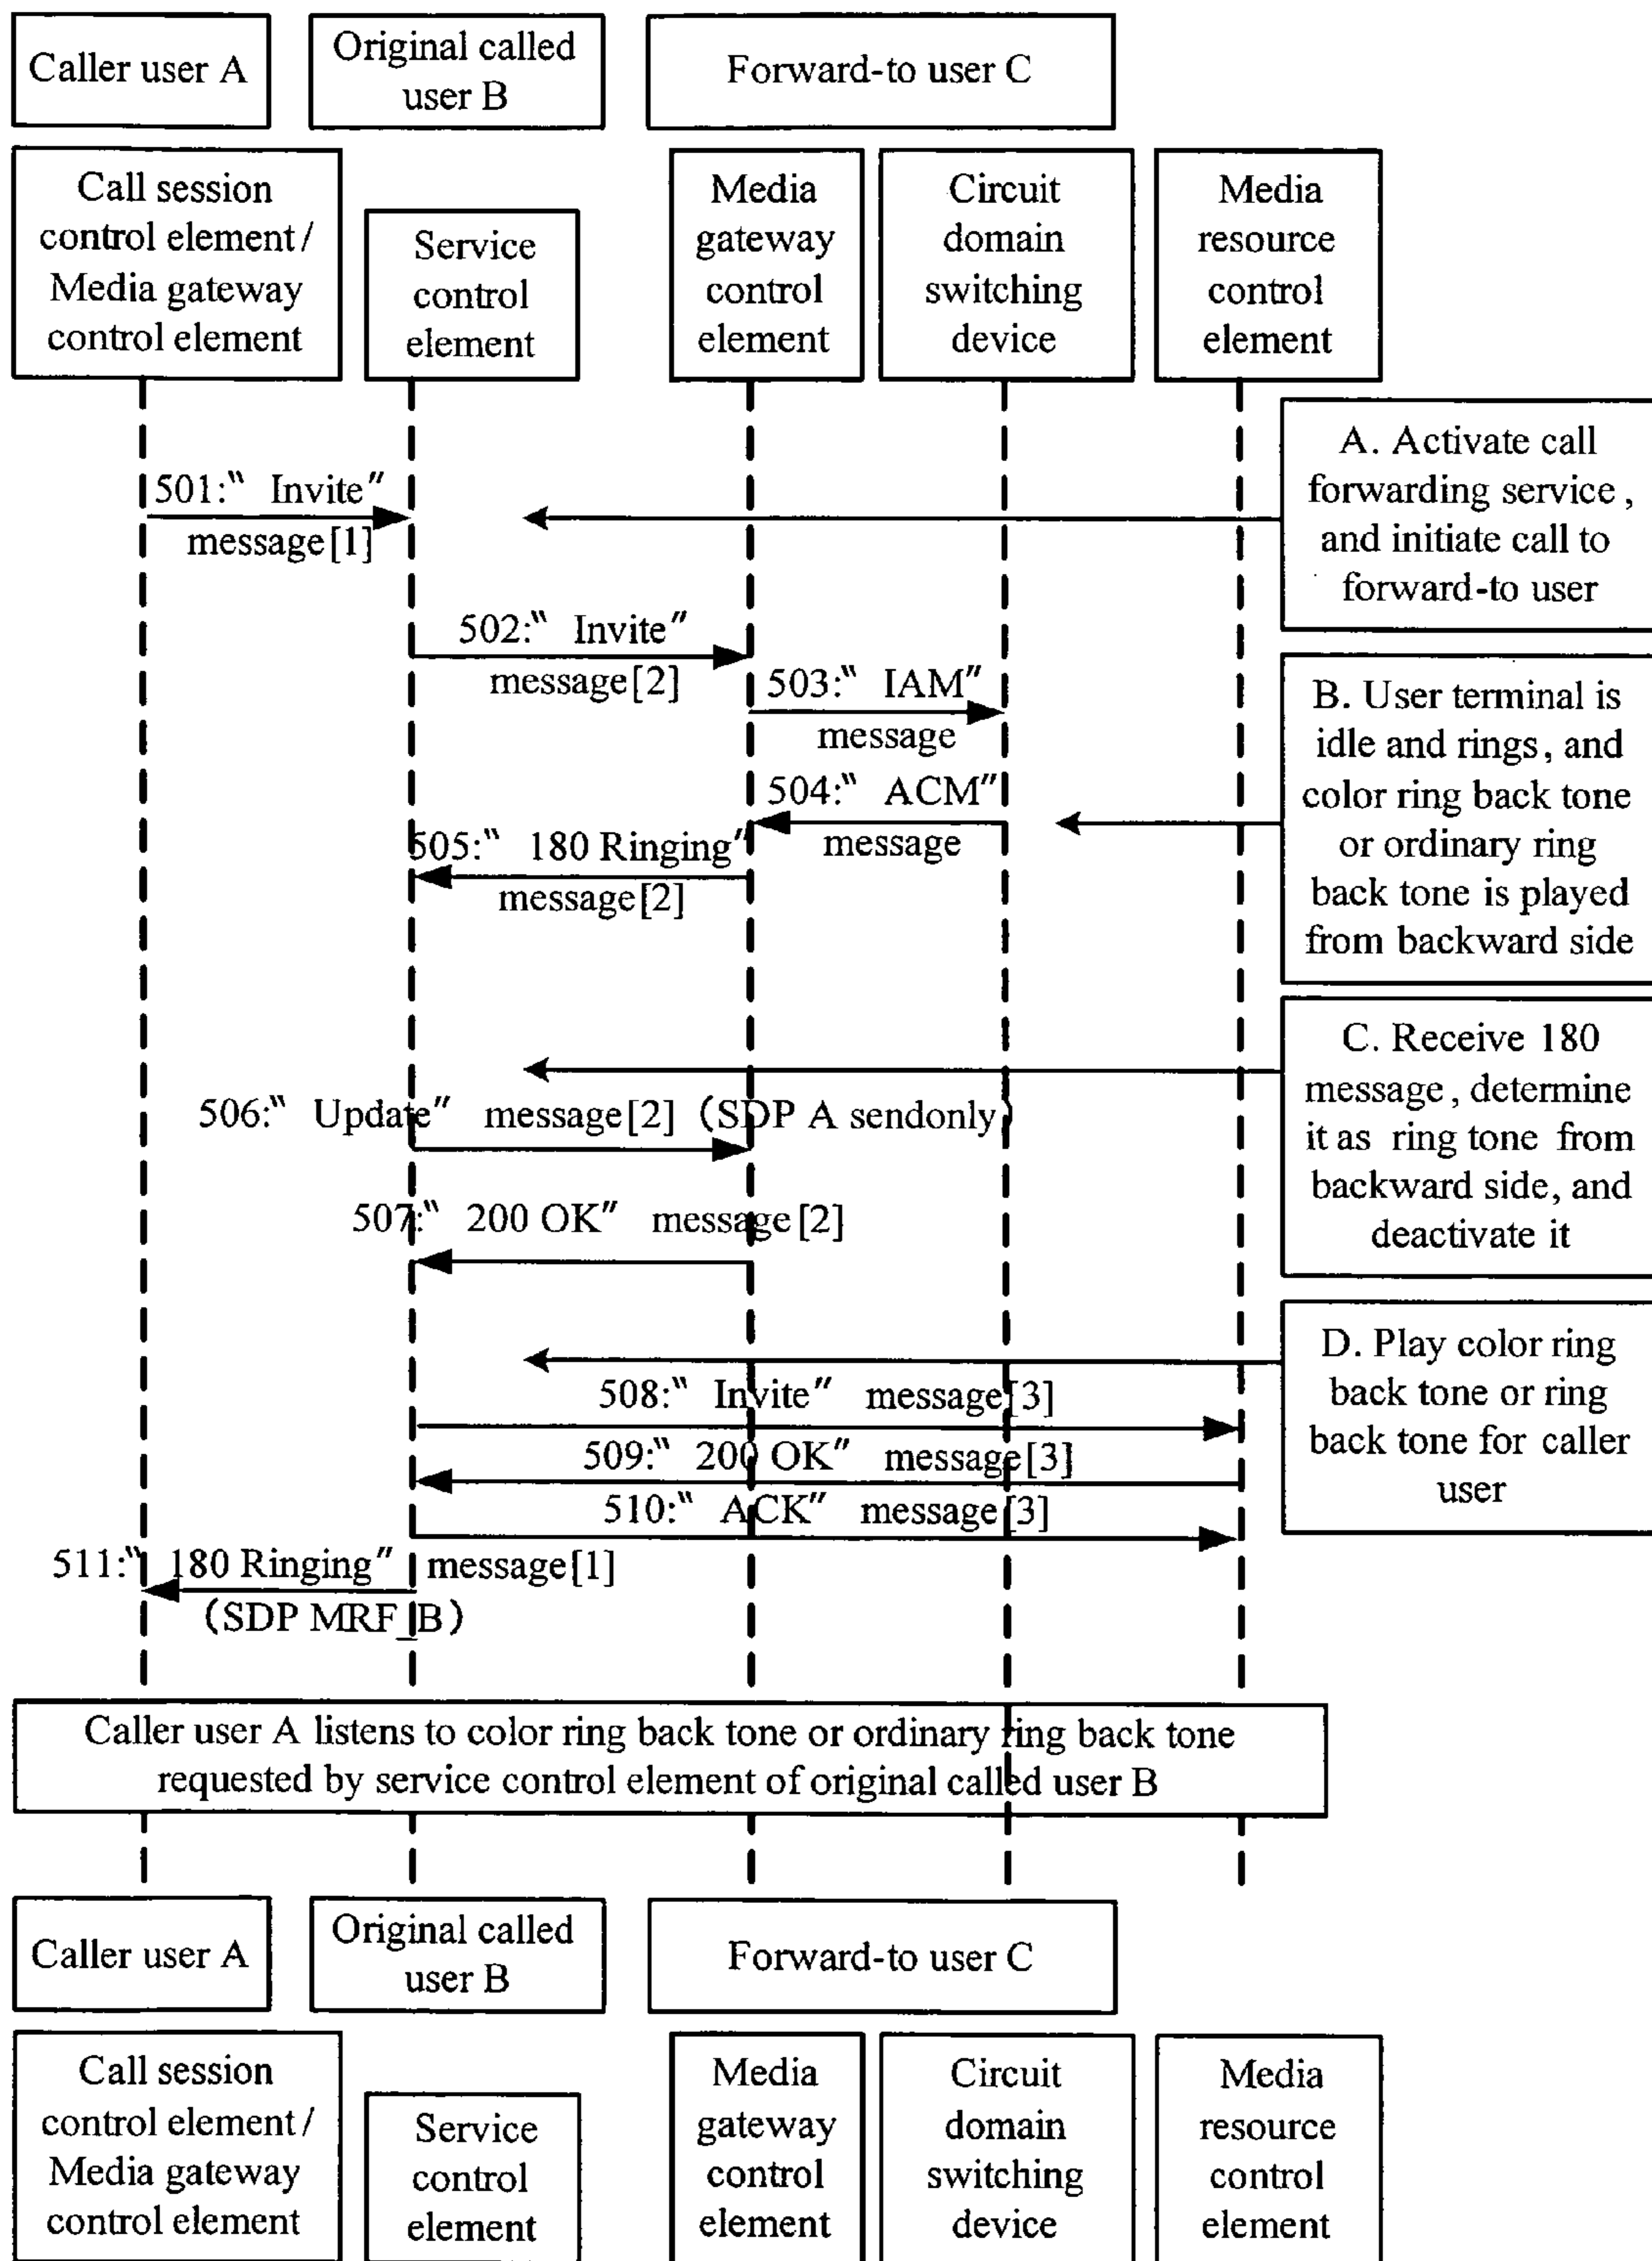 Caller user A
Original called
user B
Forward-to user C
Call session
control element/
Media gateway
control element
Service
control
element
Media
gateway
control
element
Circuit
domain
switching
device
Media
resource
control
element
A. Activate call
forwarding service,
and initiate call to
forward-to user
501:“ Invite”
message[1]
502:“ Invite”
message[2]
503:“ IAM”
message
B. User terminal is
idle and rings, and
color ring back tone
or ordinary ring
back tone is played
from backward side
504:“ ACM”
message
505:“ 180 Ringing”
message[2]
C. Receive 180
message, determine
it as ring tone from
backward side, and
deactivate it
506:“ Update” message[2] (SDP A sendonly)
507:“ 200 OK” message[2]
D. Play color ring
back tone or ring
back tone for caller
user
508:“ Invite” message[3]
509:“ 200 OK” message[3]
510:“ ACK” message[3]
511:“ 180 Ringing” message[1]
(SDP MRF_B)
Caller user A listens to color ring back tone or ordinary ring back tone
requested by service control element of original called user B
Caller user A
Original called
user B
Forward-to user C
Call session
control element/
Media gateway
control element
Service
control
element
Media
gateway
control
element
Circuit
domain
switching
device
Media
resource
control
element